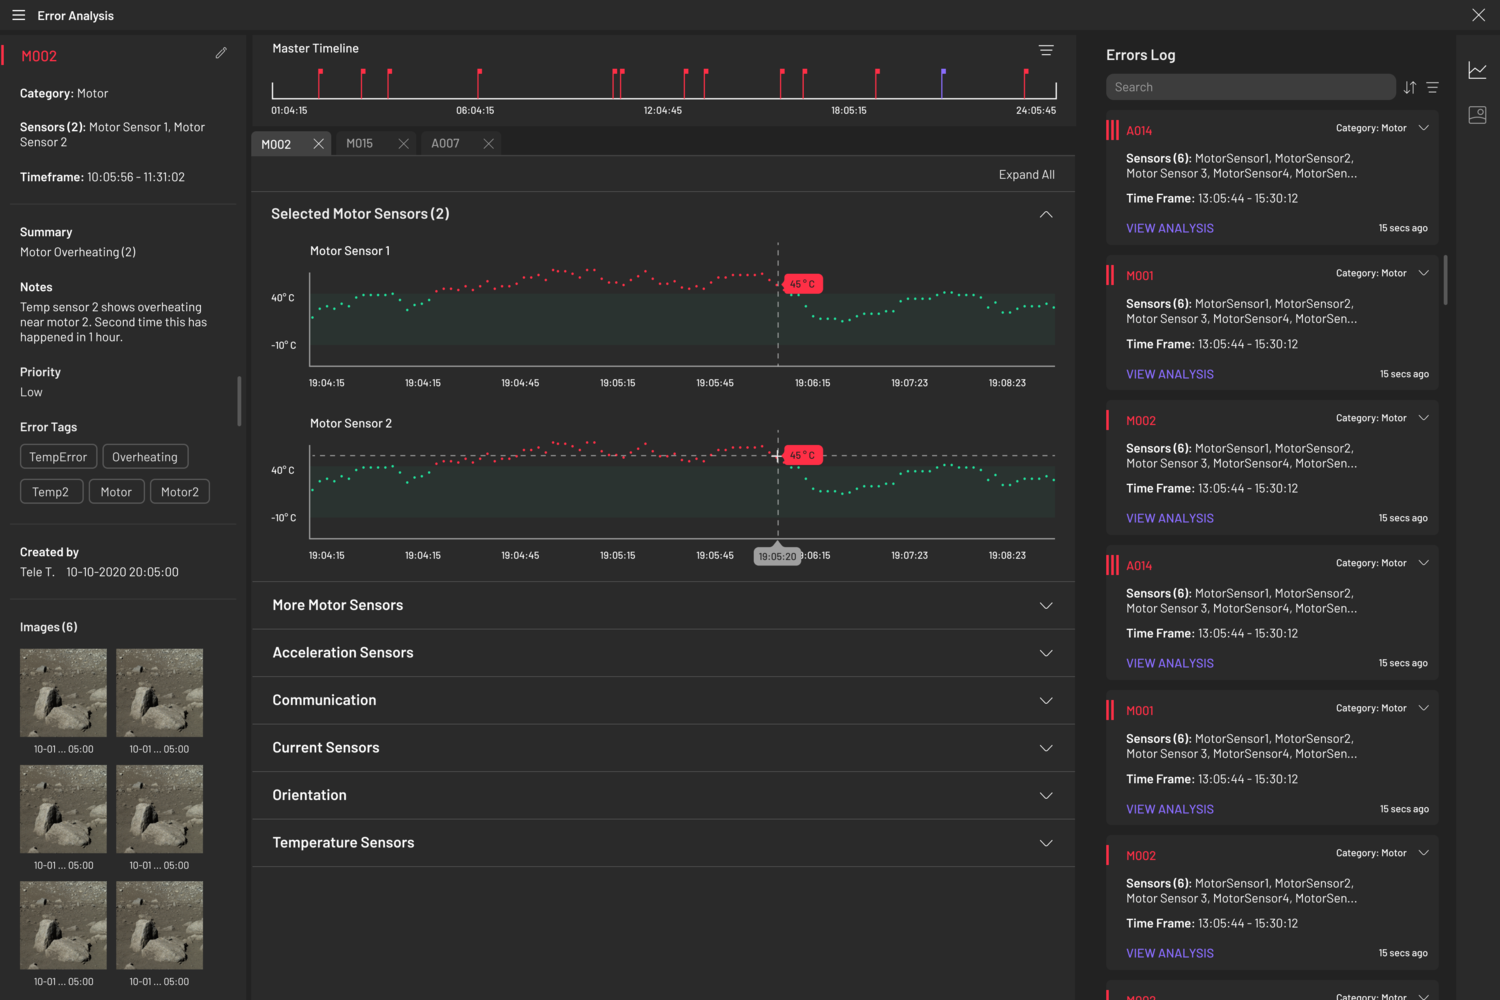 Error Analysis
M002
Category: Motor
Sensors (2): Motor Sensor 1, Motor
Sensor 2
Timeframe: 10:05:56 - 11:31:02
Summary
Motor Overheating (2)
Notes
Temp sensor 2 shows overheating
near motor 2. Second time this has
happened in 1 hour.
Priority
Low
Error Tags
TempError Overheating
Temp2 Motor Motor2
Created by
Tele T. 10-10-2020 20:05:00
Images (6)
10-01 ... 05:00 10-01 ... 05:00
10-01 ... 05:00 10-01 ... 05:00
10-01 ... 05:00 10-01 ... 05:00
Master Timeline
01:04:15 06:04:15 12:04:45 18:05:15 24:05:45
M002 M015 A007
Expand All
Selected Motor Sensors (2)
Motor Sensor 1
45° C
40° C
-10° C
19:04:15 19:04:15 19:04:45 19:05:15 19:05:45 19:06:15 19:07:23 19:08:23
Motor Sensor 2
45° C
40° C
-10° C
19:04:15 19:04:15 19:04:45 19:05:15 19:05:45 19:05:20 9:06:15 19:07:23 19:08:23
More Motor Sensors
Acceleration Sensors
Communication
Current Sensors
Orientation
Temperature Sensors
Errors Log
Search
A014 Category: Motor
Sensors (6): MotorSensor1, MotorSensor2,
Motor Sensor 3, MotorSensor4, MotorSen...
Time Frame: 13:05:44 - 15:30:12
VIEW ANALYSIS 15 secs ago
M001 Category: Motor
Sensors (6): MotorSensor1, MotorSensor2,
Motor Sensor 3, MotorSensor4, MotorSen...
Time Frame: 13:05:44 - 15:30:12
VIEW ANALYSIS 15 secs ago
M002 Category: Motor
Sensors (6): MotorSensor1, MotorSensor2,
Motor Sensor 3, MotorSensor4, MotorSen...
Time Frame: 13:05:44 - 15:30:12
VIEW ANALYSIS 15 secs ago
A014 Category: Motor
Sensors (6): MotorSensor1, MotorSensor2,
Motor Sensor 3, MotorSensor4, MotorSen...
Time Frame: 13:05:44 - 15:30:12
VIEW ANALYSIS 15 secs ago
M001 Category: Motor
Sensors (6): MotorSensor1, MotorSensor2,
Motor Sensor 3, MotorSensor4, MotorSen...
Time Frame: 13:05:44 - 15:30:12
VIEW ANALYSIS 15 secs ago
M002 Category: Motor
Sensors (6): MotorSensor1, MotorSensor2,
Motor Sensor 3, MotorSensor4, MotorSen...
Time Frame: 13:05:44 - 15:30:12
VIEW ANALYSIS 15 secs ago
Category: Motor